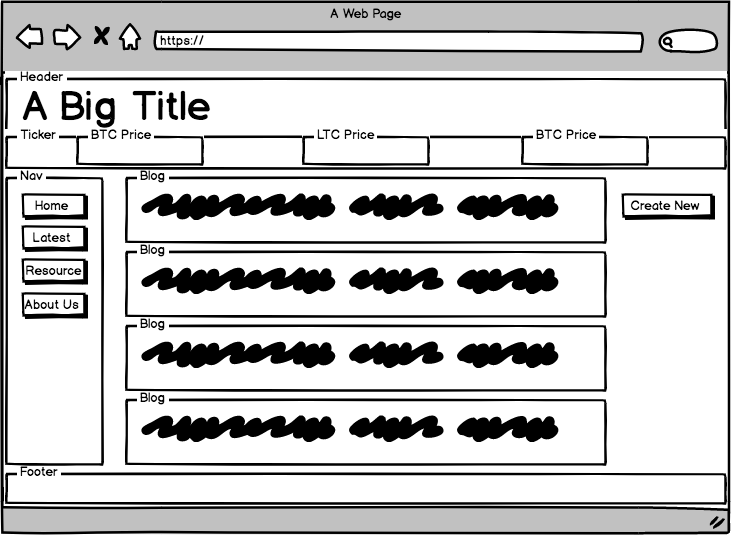 A Web Page
https://
Header
A Big Title
Ticker BTC Price LTC Price BTC Price
Nav
Home
Latest
Resource
About Us
Blog
Blog
Blog
Blog
Create New
Footer